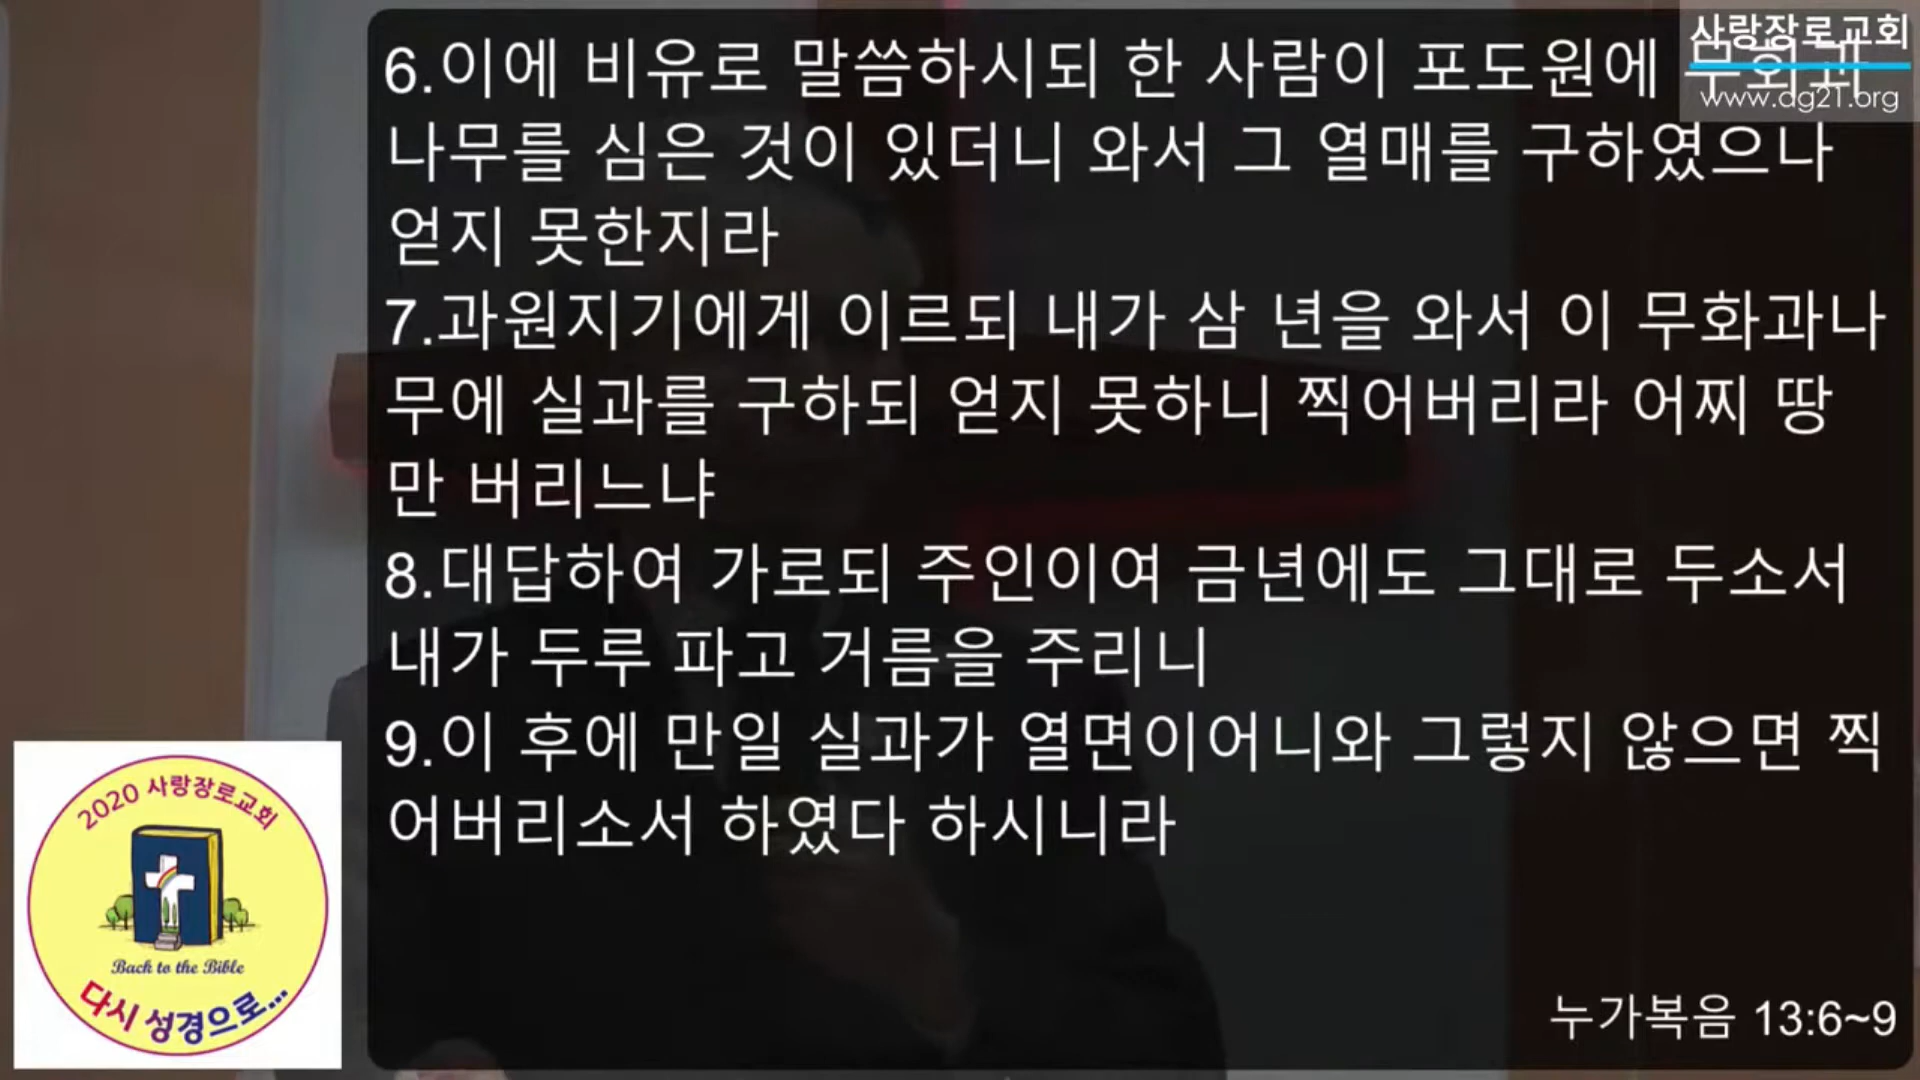 사랑장로교회
www.dg21.org
6.이에 비유로 말씀하시되 한 사람이 포도원에 무화과
나무를 심은 것이 있더니 와서 그 열매를 구하였으나
얻지 못한지라
7.과원지기에게 이르되 내가 삼 년을 와서 이 무화과나
무에 실과를 구하되 얻지 못하니 찍어버리라 어찌 땅
만 버리느냐
8.대답하여 가로되 주인이여 금년에도 그대로 두소서
내가 두루 파고 거름을 주리니
9.이 후에 만일 실과가 열면이어니와 그렇지 않으면 찍
어버리소서 하였다 하시니라
누가복음 13:6~9
2020 사랑장로교회
Back to the Bible
다시 성경으로...